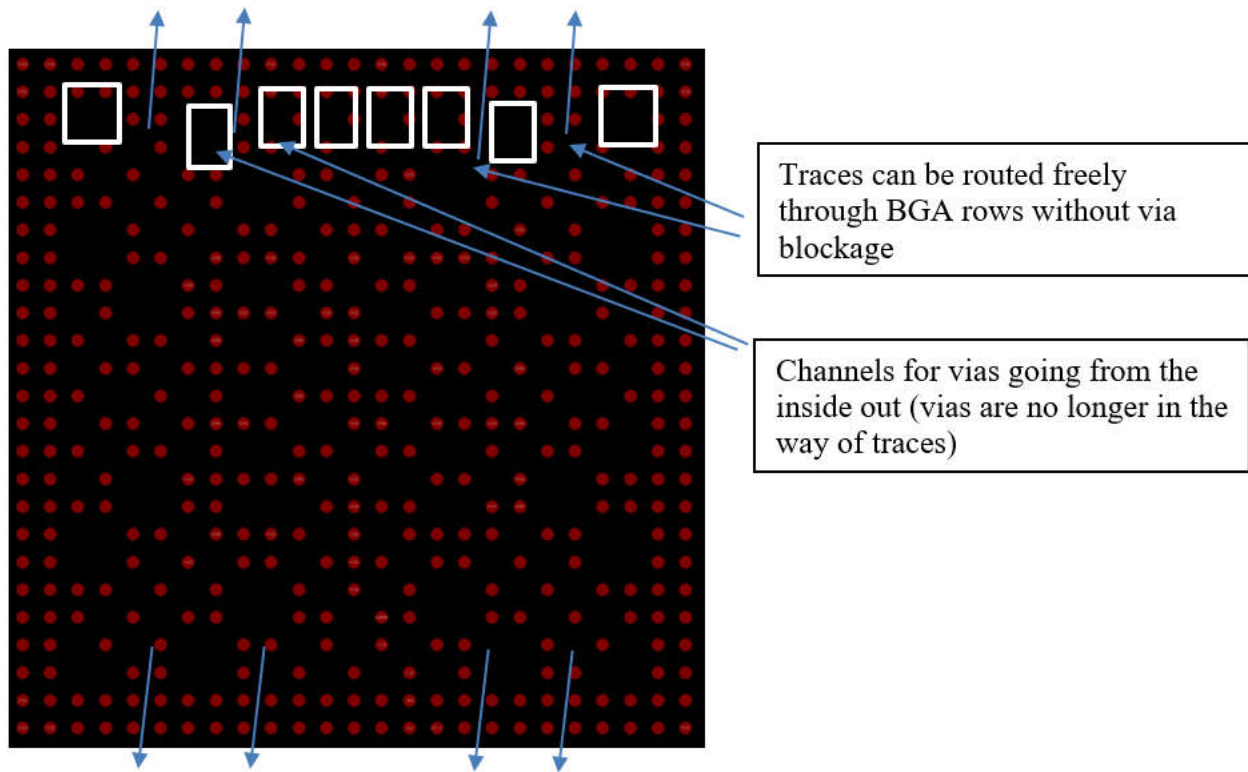 Traces can be routed freely
through BGA rows without via
blockage
Channels for vias going from the
inside out (vias are no longer in the
way of traces)